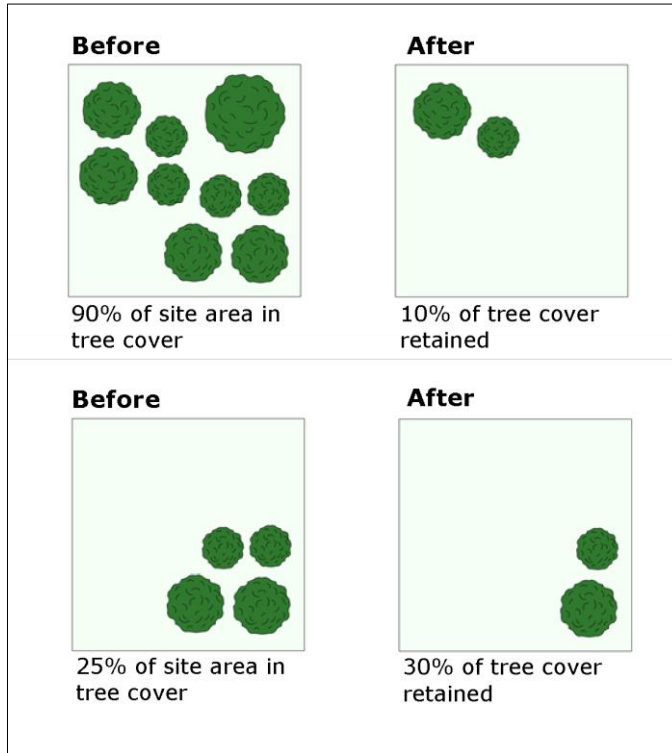 Before
After
90% of site area in
tree cover
10% of tree cover
retained
Before
After
25% of site area in
tree cover
30% of tree cover
retained